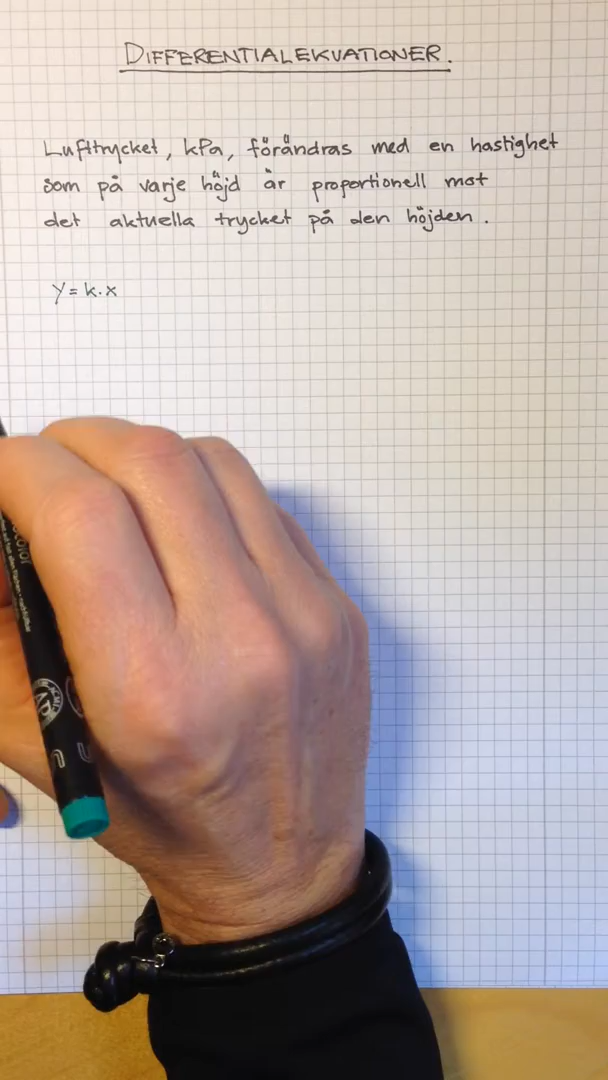 DIFFERENTIALEKVATIONER.
Lufttrycket, kPa, förändras med en hastighet
som på varje höjd är proportionell mot
det aktuella trycket på den höjden.
y = k·x